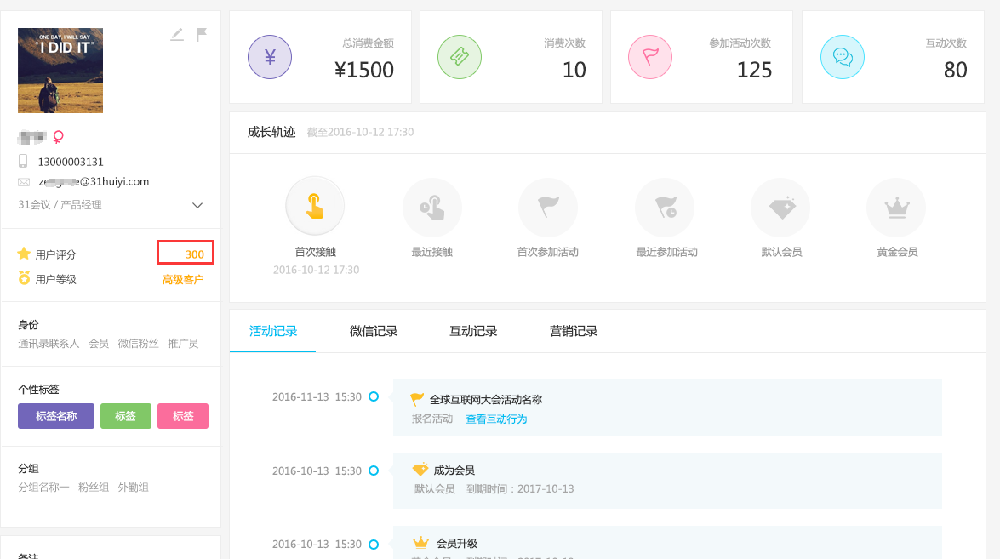 ONE DAY, I WILL SAY
"I DID IT"
13000003131
@31huiyi.com
31会议 / 产品经理
用户评分 300
用户等级 高级客户
身份
通讯录联系人 会员 微信粉丝 推广员
个性标签
标签名称 标签 标签
分组
分组名称一 粉丝组 外勤组
备注
总消费金额
¥
¥1500
消费次数
10
参加活动次数
125
互动次数
80
成长轨迹 截至2016-10-12 17:30
首次接触
2016-10-12 17:30
最近接触
首次参加活动
最近参加活动
默认会员
黄金会员
活动记录 微信记录 互动记录 营销记录
2016-11-13 15:30
全球互联网大会活动名称
报名活动 查看互动行为
2016-10-13 15:30
成为会员
默认会员 到期时间：2017-10-13
2016-10-13 15:30
会员升级